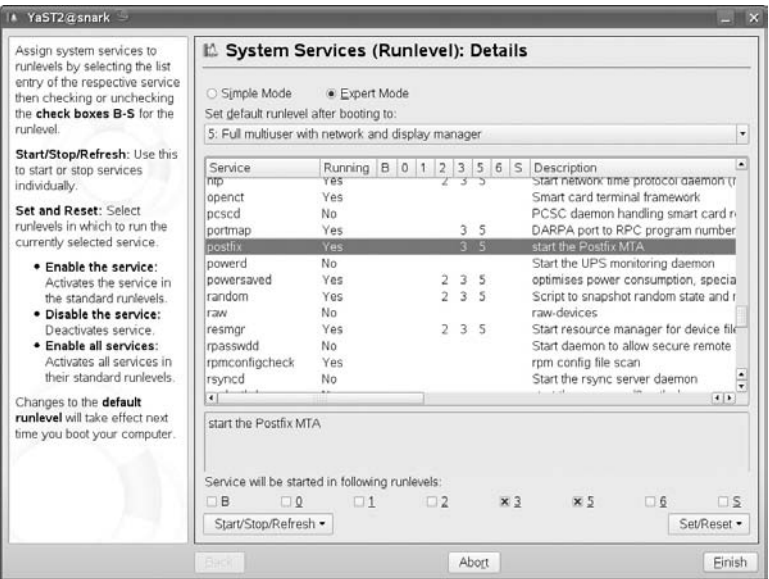 YaST2@snark
Assign system services to
runlevels by selecting the list
entry of the respective service
then checking or unchecking
the check boxes B-S for the
runlevel.
Start/Stop/Refresh: Use this
to start or stop services
individually.
Set and Reset: Select
runlevels in which to run the
currently selected service.
• Enable the service:
Activates the service in
the standard runlevels.
• Disable the service:
Deactivates service.
• Enable all services:
Activates all services in
their standard runlevels.
Changes to the default
runlevel will take effect next
time you boot your computer.
System Services (Runlevel): Details
Simple Mode Expert Mode
Set default runlevel after booting to:
5: Full multiuser with network and display manager
Service Running B 0 1 2 3 5 6 S Description
ntp Yes 2 3 5 Start network time protocol daemon (
openct Yes Smart card terminal framework
pcscd No PCSC daemon handling smart card r
portmap Yes 3 5 DARPA port to RPC program number
postfix Yes 3 5 start the Postfix MTA
powerd No Start the UPS monitoring daemon
powersaved Yes 2 3 5 optimises power consumption, specia
random Yes 2 3 5 Script to snapshot random state and r
raw No raw-devices
resmgr Yes 2 3 5 Start resource manager for device file
rpasswdd No Start daemon to allow secure remote
rpmconfigcheck Yes rpm config file scan
rsyncd No Start the rsync server daemon
start the Postfix MTA
Service will be started in following runlevels:
B 0 1 2 3 5 6 S
Start/Stop/Refresh Set/Reset
Back Abort Finish